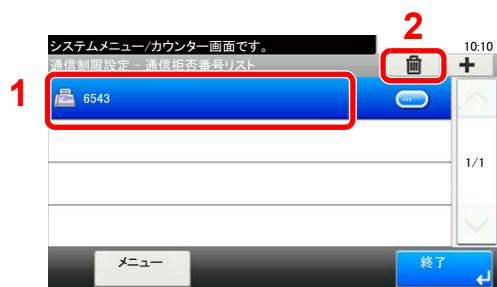 2
システムメニュー/カウンター画面です。
10:10
通信制限設定 - 通信拒否番号リスト
1
6543
1/1
メニュー
終了